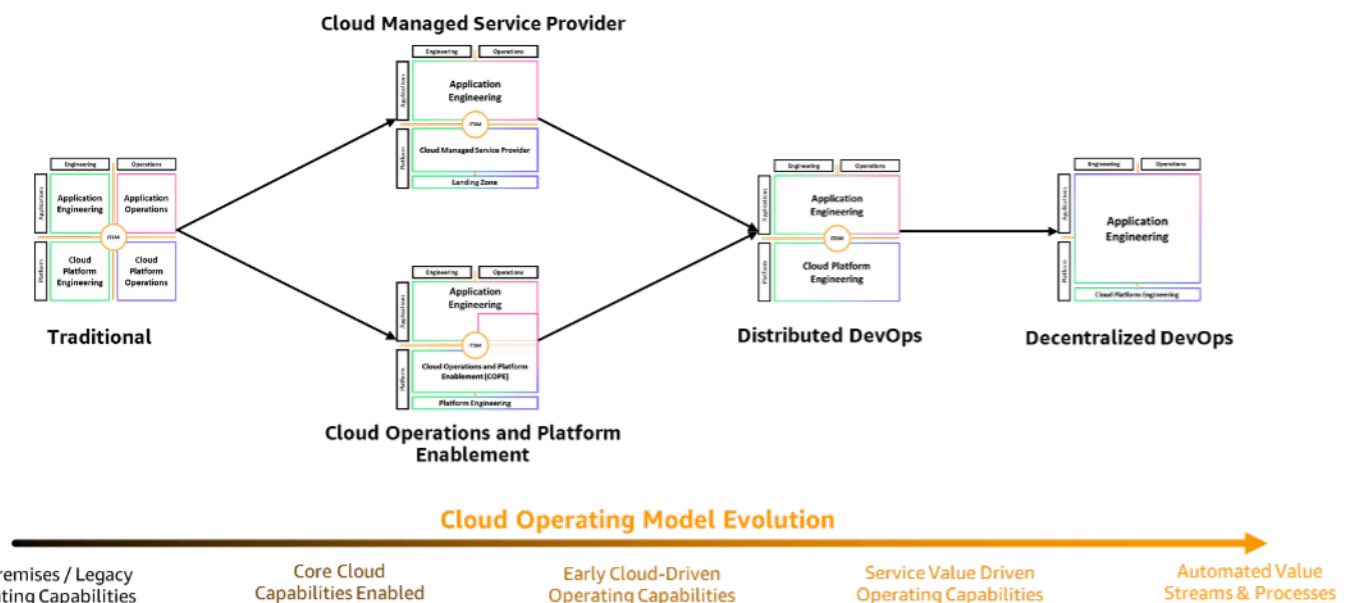 Cloud Managed Service Provider
Engineering
Operations
Applications
Application
Engineering
ITSM
Platform
Cloud Managed Service Provider
Landing Zone
Engineering
Operations
Applications
Application
Engineering
Application
Operations
ITSM
Platform
Cloud
Platform
Engineering
Cloud
Platform
Operations
Traditional
Engineering
Operations
Applications
Application
Engineering
ITSM
Platform
Cloud Operations and Platform
Enablement (COPE)
Platform Engineering
Cloud Operations and Platform
Enablement
Engineering
Operations
Applications
Application
Engineering
ITSM
Platform
Cloud Platform
Engineering
Distributed DevOps
Engineering
Operations
Applications
Application
Engineering
Platform
Cloud Platform Engineering
Decentralized DevOps
Cloud Operating Model Evolution
remises / Legacy
ating Capabilities
Core Cloud
Capabilities Enabled
Early Cloud-Driven
Operating Capabilities
Service Value Driven
Operating Capabilities
Automated Value
Streams & Processes